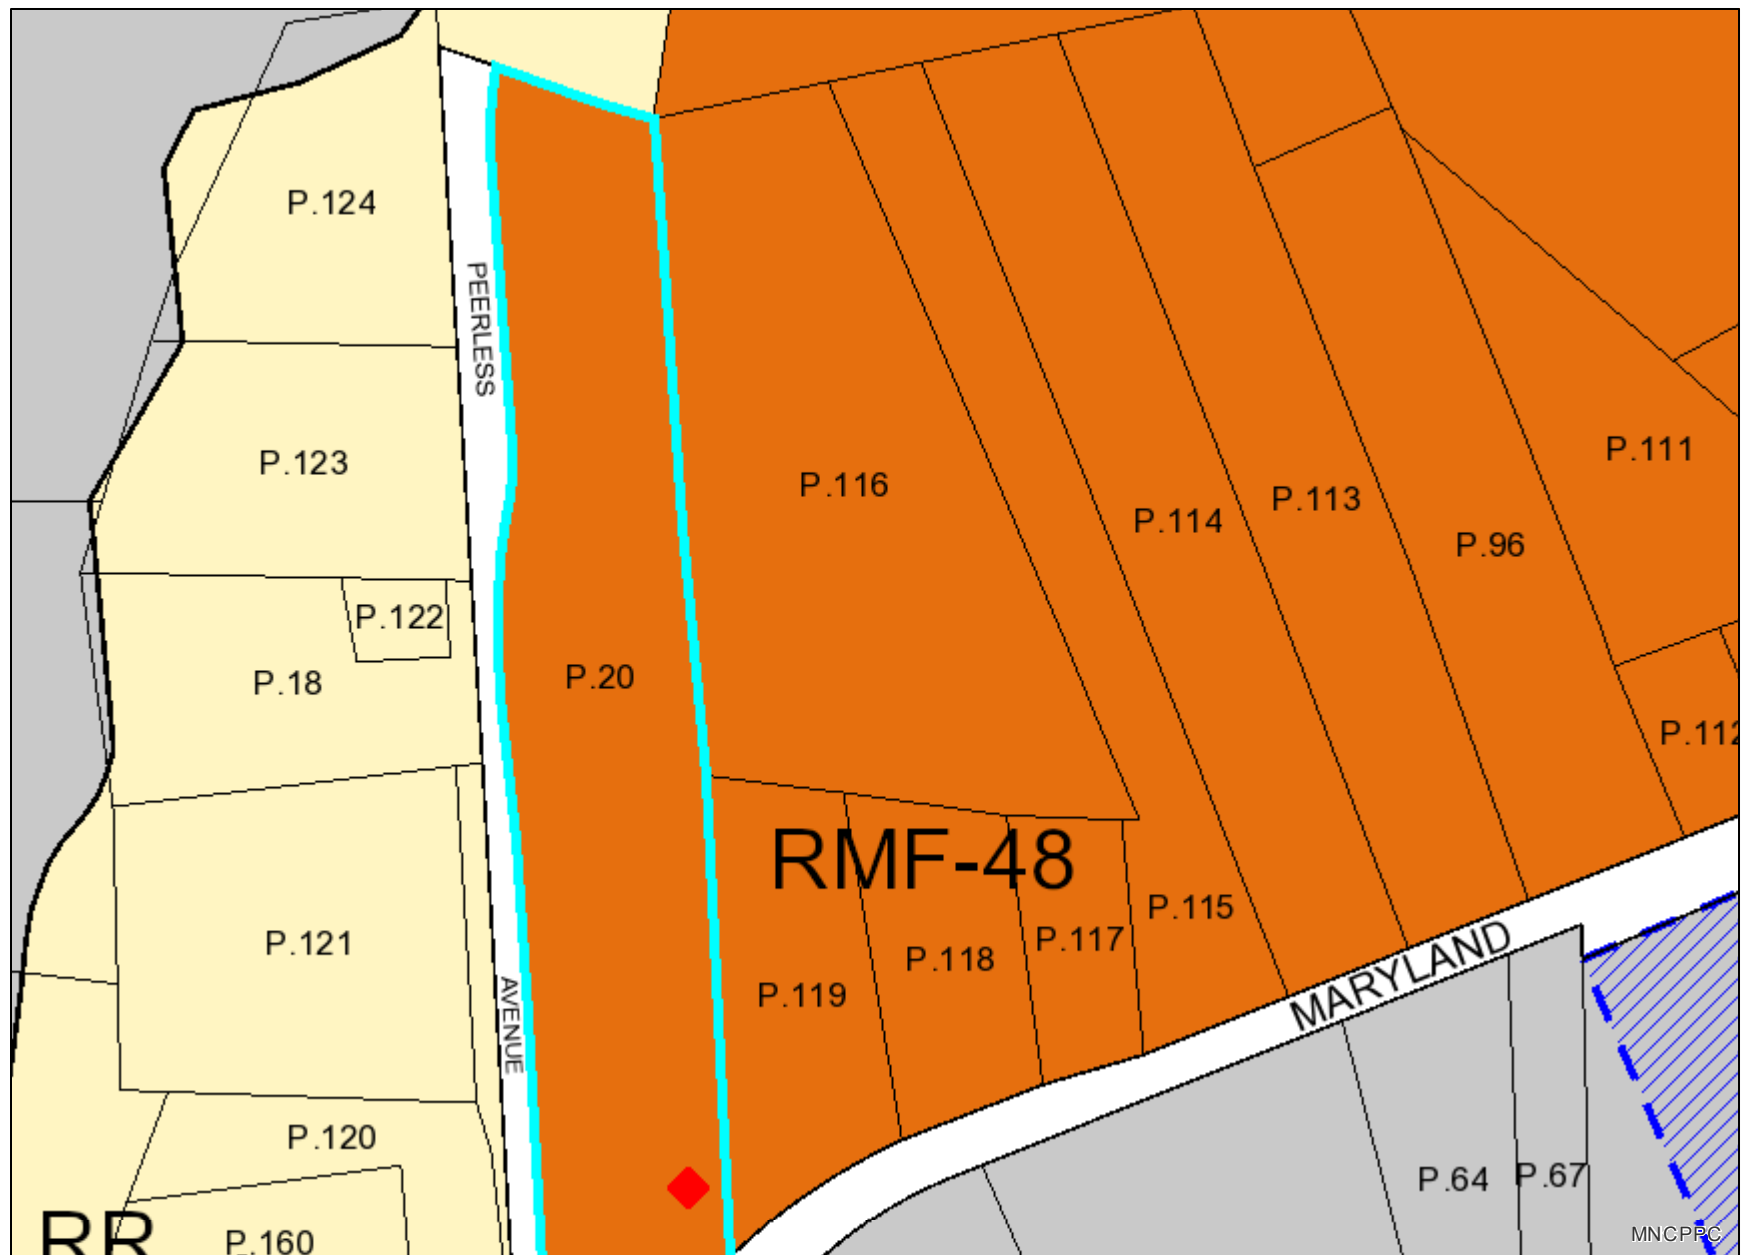 P.124
PEERLESS
P.123
P.111
P.116
P.113
P.114
P.96
P.122
P.20
P.18
P.112
RMF-48
P.115
P.121
P.117
MARYLAND
P.118
P.119
AVENUE
P.120
P.64
P.67
RR
P.160
MNCPPC